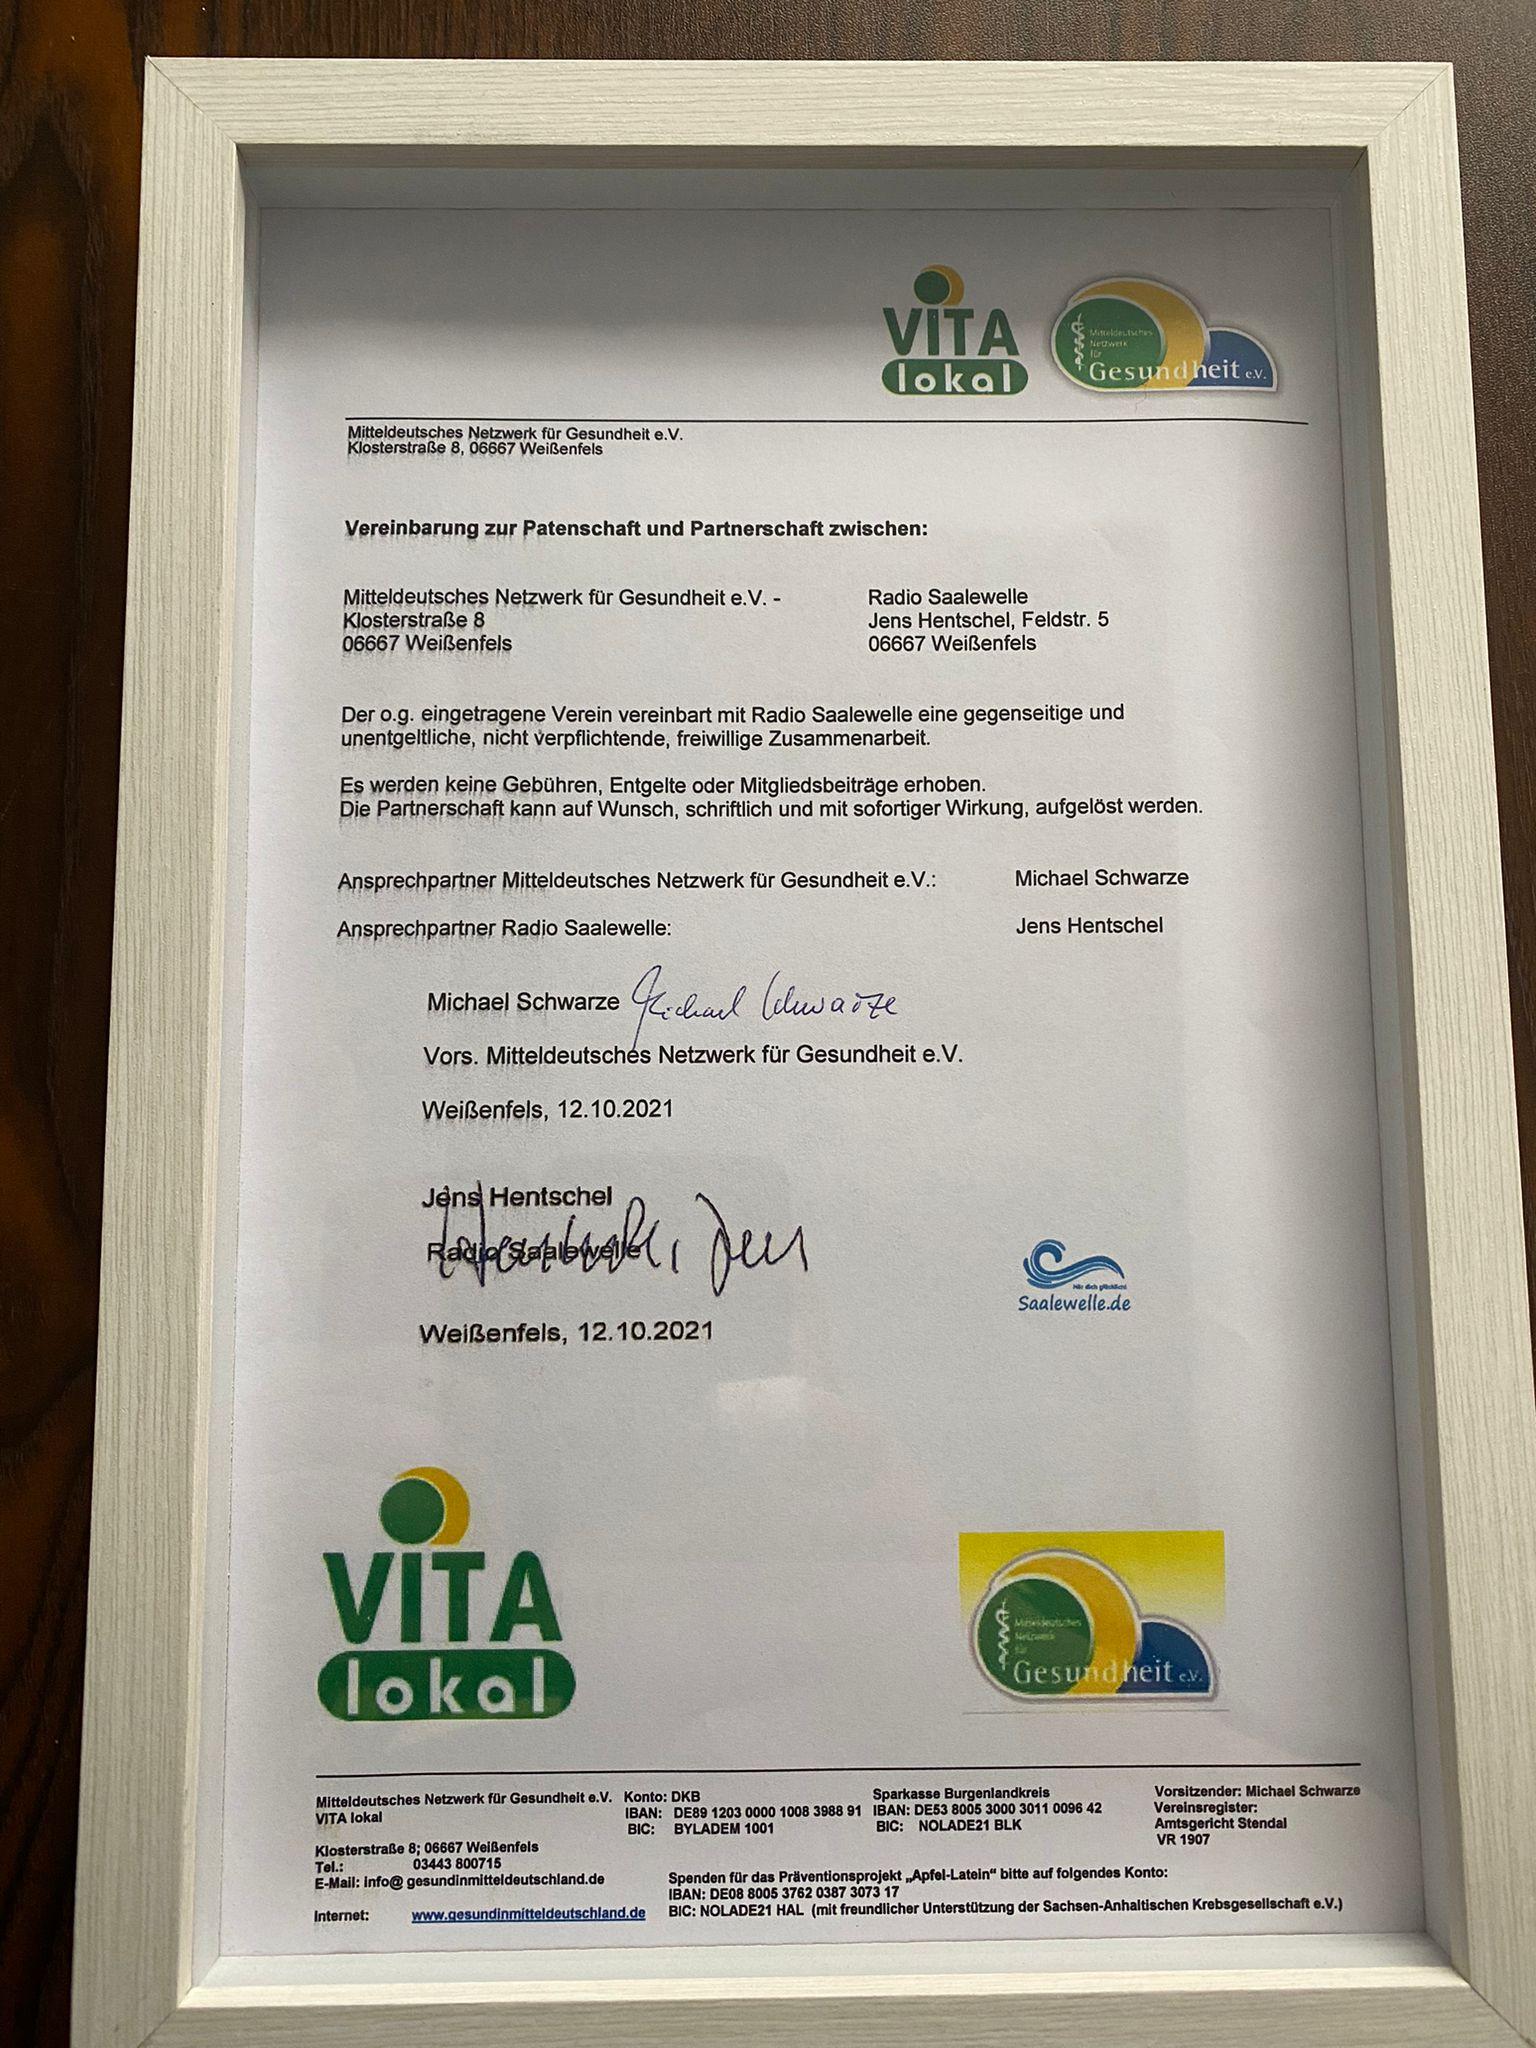 VITA
lokal
Mitteldeutsches
Netzwerk
für
Gesundheit e.V.
Mitteldeutsches Netzwerk für Gesundheit e.V.
Klosterstraße 8, 06667 Weißenfels
Vereinbarung zur Patenschaft und Partnerschaft zwischen:
Mitteldeutsches Netzwerk für Gesundheit e.V. -
Klosterstraße 8
06667 Weißenfels
Radio Saalewelle
Jens Hentschel, Feldstr. 5
06667 Weißenfels
Der o.g. eingetragene Verein vereinbart mit Radio Saalewelle eine gegenseitige und
unentgeltliche, nicht verpflichtende, freiwillige Zusammenarbeit.
Es werden keine Gebühren, Entgelte oder Mitgliedsbeiträge erhoben.
Die Partnerschaft kann auf Wunsch, schriftlich und mit sofortiger Wirkung, aufgelöst werden.
Ansprechpartner Mitteldeutsches Netzwerk für Gesundheit e.V.: Michael Schwarze
Ansprechpartner Radio Saalewelle: Jens Hentschel
Michael Schwarze Michael Schwarze
Vors. Mitteldeutsches Netzwerk für Gesundheit e.V.
Weißenfels, 12.10.2021
Jens Hentschel
Radio Saalewelle
Weißenfels, 12.10.2021
Hör dich glücklich!
Saalewelle.de
VITA
lokal
Mitteldeutsches
Netzwerk
für
Gesundheit e.V.
Mitteldeutsches Netzwerk für Gesundheit e.V.
VITA lokal
Klosterstraße 8; 06667 Weißenfels
Tel.: 03443 800715
E-Mail: info@ gesundinmitteldeutschland.de
Internet: www.gesundinmitteldeutschland.de
Konto: DKB
IBAN: DE89 1203 0000 1008 3988 91
BIC: BYLADEM 1001
Sparkasse Burgenlandkreis
IBAN: DE53 8005 3000 3011 0096 42
BIC: NOLADE21 BLK
Vorsitzender: Michael Schwarze
Vereinsregister:
Amtsgericht Stendal
VR 1907
Spenden für das Präventionsprojekt „Apfel-Latein“ bitte auf folgendes Konto:
IBAN: DE08 8005 3762 0387 3073 17
BIC: NOLADE21 HAL (mit freundlicher Unterstützung der Sachsen-Anhaltischen Krebsgesellschaft e.V.)